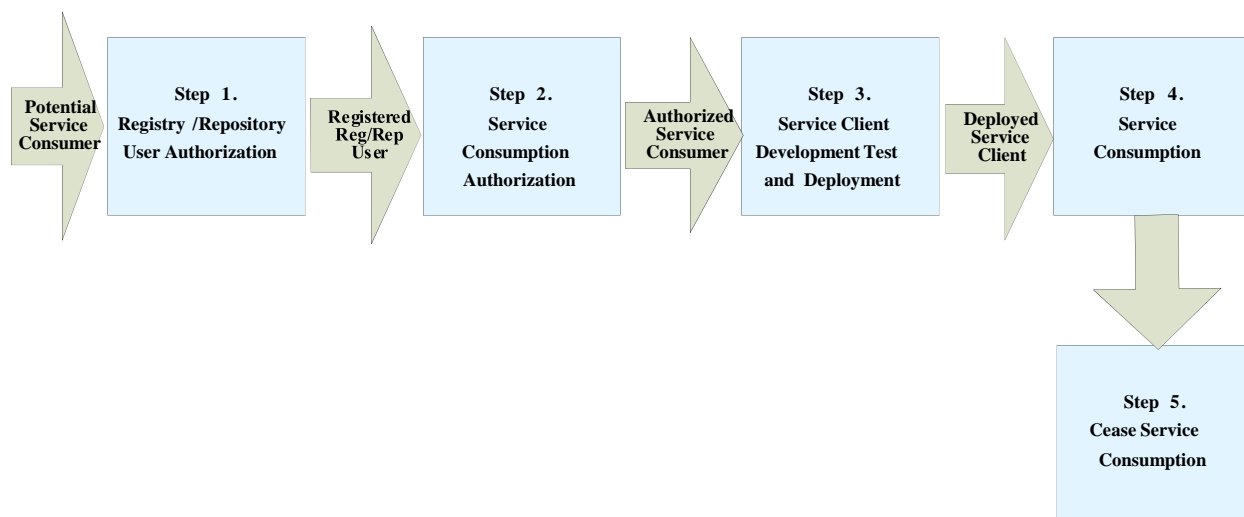 Potential
Service
Consumer
Step 1.
Registry /Repository
User Authorization
Registered
Reg/Rep
User
Step 2.
Service
Consumption
Authorization
Authorized
Service
Consumer
Step 3.
Service Client
Development Test
and Deployment
Deployed
Service
Client
Step 4.
Service
Consumption
Step 5.
Cease Service
Consumption